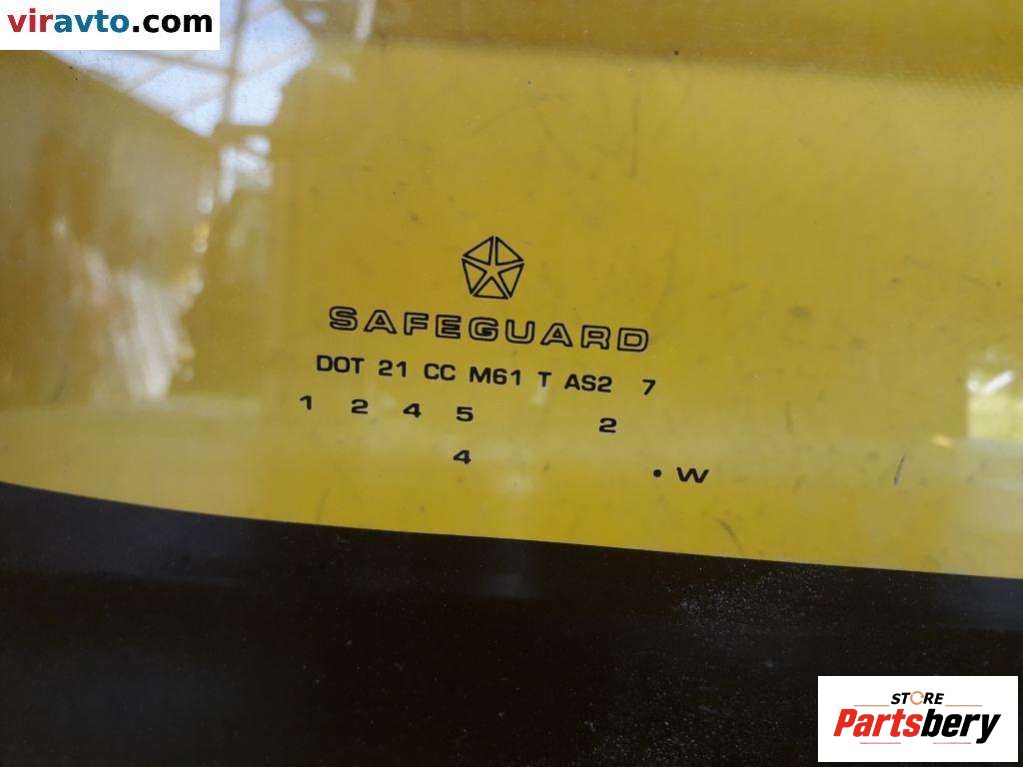 viravto.com
SAFEGUARD
DOT 21 CC M61 T AS2 7
1 2 4 5 2
4 . W
STORE
Partsbery